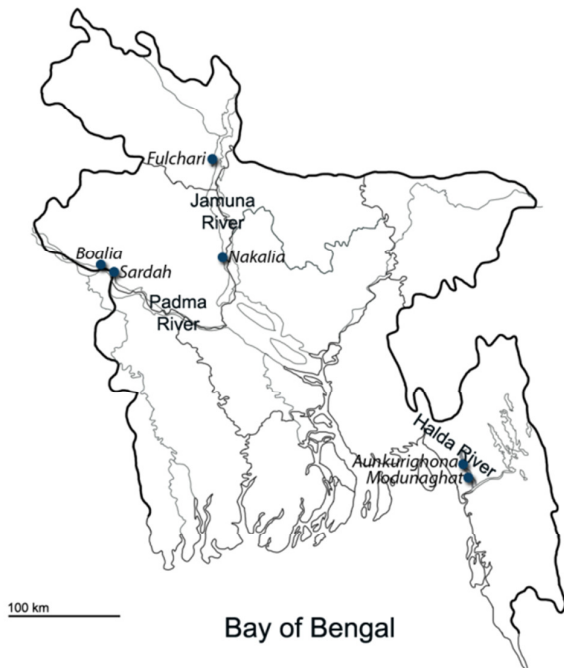 Fulchari
Jamuna
River
Boalia
Nakalia
Sardah
Padma
River
Halda River
Aunkurighona
Modunaghat
100 km
Bay of Bengal